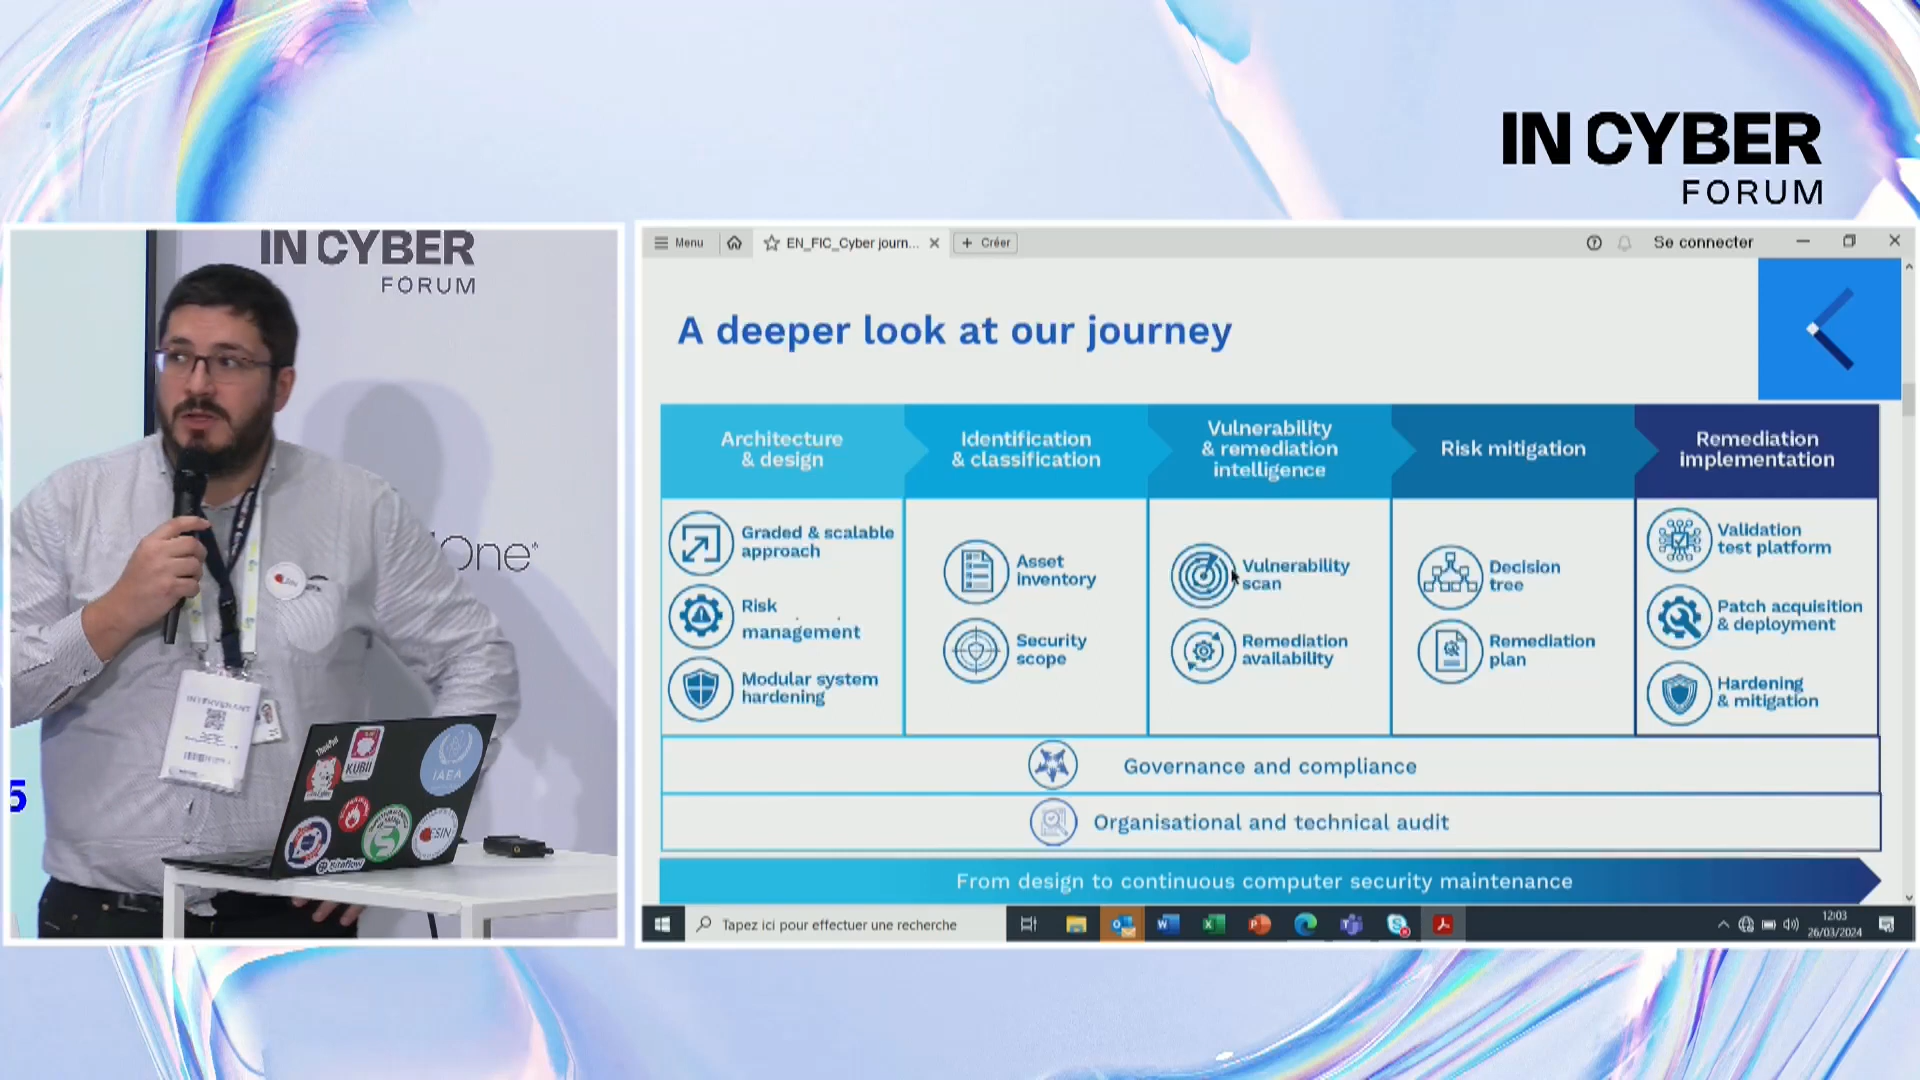 IN CYBER
FORUM
IN CYBER
FORUM
One
5
INTERVENANT
ThinkPad
KUBII
IAEA
CSIN
Bitaflow
Menu
EN_FIC_Cyber journ...
+ Créer
Se connecter
A deeper look at our journey
Architecture
& design
Identification
& classification
Vulnerability
& remediation
intelligence
Risk mitigation
Remediation
implementation
Graded & scalable
approach
Risk
management
Modular system
hardening
Asset
inventory
Security
scope
Vulnerability
scan
Remediation
availability
Decision
tree
Remediation
plan
Validation
test platform
Patch acquisition
& deployment
Hardening
& mitigation
Governance and compliance
Organisational and technical audit
From design to continuous computer security maintenance
Tapez ici pour effectuer une recherche
12:03
26/03/2024